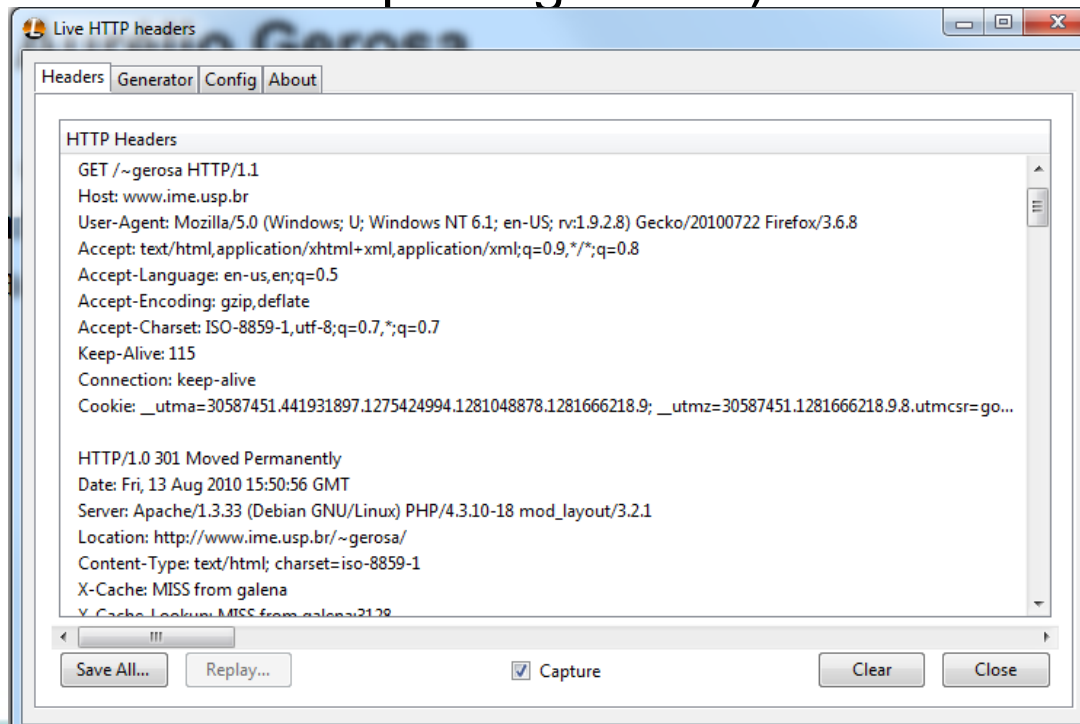 Live HTTP headers
Aurelio Gerosa
Headers Generator Config About
HTTP Headers
GET /~gerosa HTTP/1.1
Host: www.ime.usp.br
User-Agent: Mozilla/5.0 (Windows; U; Windows NT 6.1; en-US; rv:1.9.2.8) Gecko/20100722 Firefox/3.6.8
Accept: text/html,application/xhtml+xml,application/xml;q=0.9,*/*;q=0.8
Accept-Language: en-us,en;q=0.5
Accept-Encoding: gzip,deflate
Accept-Charset: ISO-8859-1,utf-8;q=0.7,*;q=0.7
Keep-Alive: 115
Connection: keep-alive
Cookie: __utma=30587451.441931897.1275424994.1281048878.1281666218.9; __utmz=30587451.1281666218.9.8.utmcsr=go...
HTTP/1.0 301 Moved Permanently
Date: Fri, 13 Aug 2010 15:50:56 GMT
Server: Apache/1.3.33 (Debian GNU/Linux) PHP/4.3.10-18 mod_layout/3.2.1
Location: http://www.ime.usp.br/~gerosa/
Content-Type: text/html; charset=iso-8859-1
X-Cache: MISS from galena
X-Cache-Lookup: MISS from galena:3128
Save All... Replay... Capture Clear Close